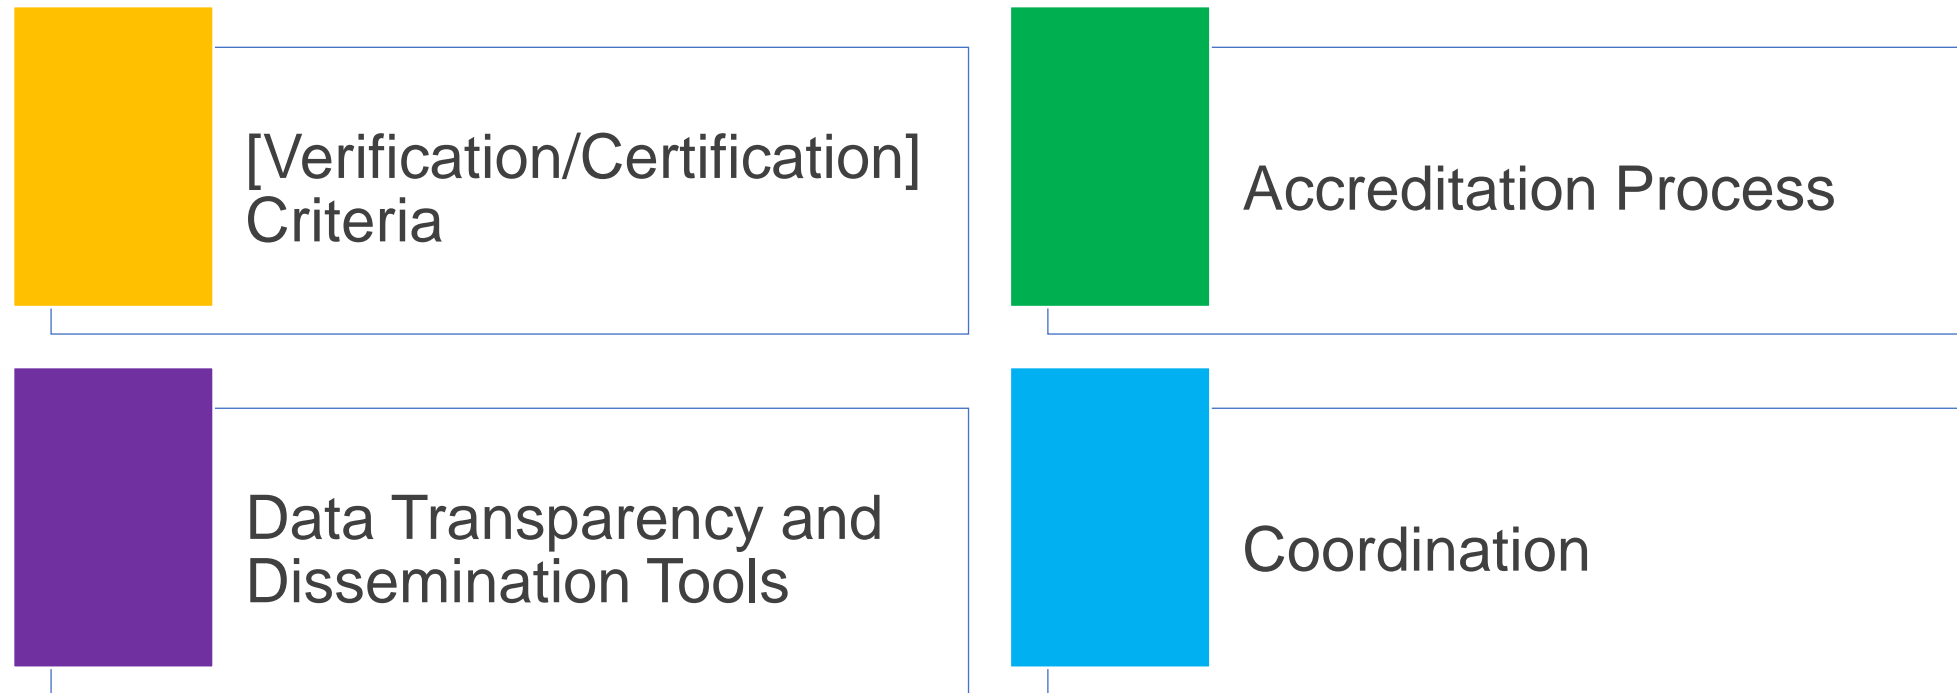 [Verification/Certification]
Criteria
Accreditation Process
Data Transparency and
Dissemination Tools
Coordination